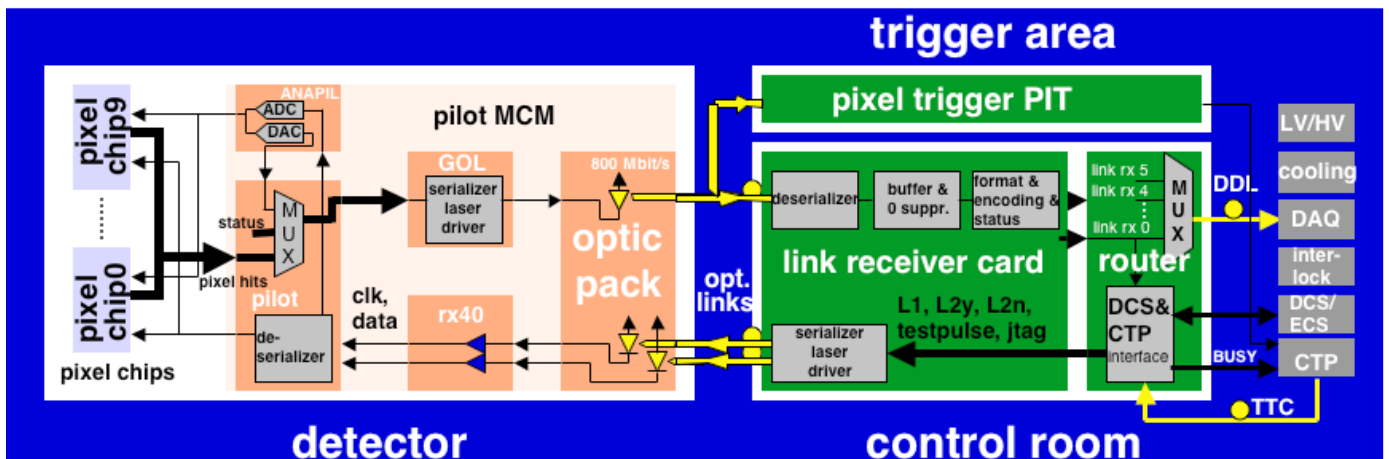 trigger area
pixel trigger PIT
LV/HV
cooling
DAQ
inter-
lock
DCS/
ECS
CTP
ANAPIL
ADC
DAC
pilot MCM
pixel
chip9
pixel
chip0
pixel chips
GOL
serializer
laser
driver
800 Mbit/s
optic
pack
status
MUX
pixel hits
pilot
de-
serializer
clk,
data
rx40
opt.
links
deserializer
buffer &
0 suppr.
format &
encoding &
status
link receiver card
L1, L2y, L2n,
testpulse, jtag
serializer
laser
driver
link rx 5
link rx 4
link rx 0
MUX
router
DCS&
CTP
interface
DDL
BUSY
TTC
detector
control room